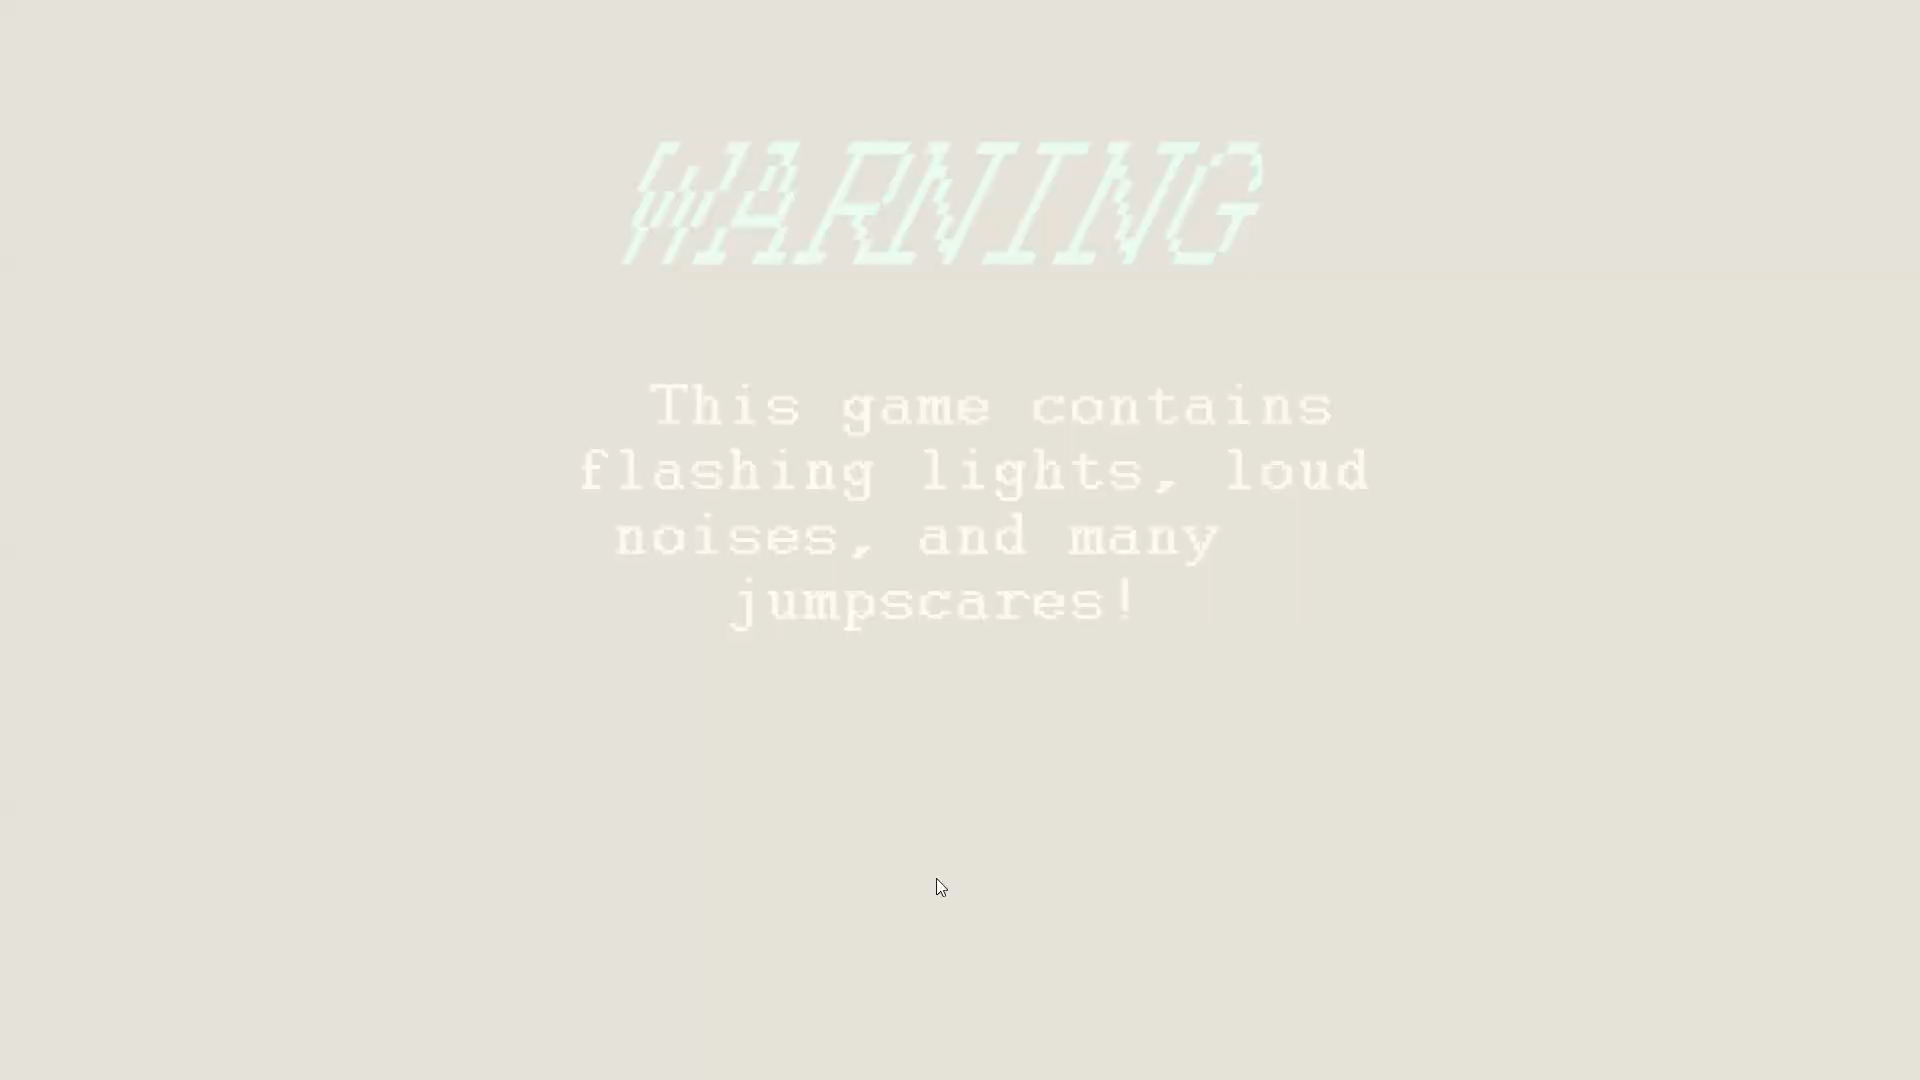 WARNING
This game contains
flashing lights, loud
noises, and many
jumpscares!